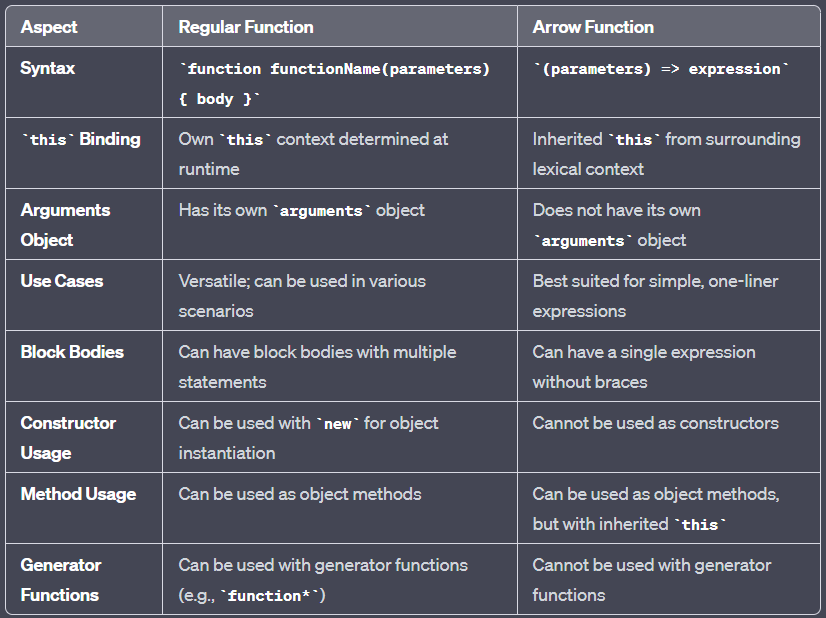 Aspect Regular Function Arrow Function
Syntax `function functionName(parameters) `(parameters) => expression`
{ body }`
`this` Binding Own `this` context determined at Inherited `this` from surrounding
runtime lexical context
Arguments Has its own `arguments` object Does not have its own
Object `arguments` object
Use Cases Versatile; can be used in various Best suited for simple, one-liner
scenarios expressions
Block Bodies Can have block bodies with multiple Can have a single expression
statements without braces
Constructor Can be used with `new` for object Cannot be used as constructors
Usage instantiation
Method Usage Can be used as object methods Can be used as object methods,
but with inherited `this`
Generator Can be used with generator functions Cannot be used with generator
Functions (e.g., `function*`) functions